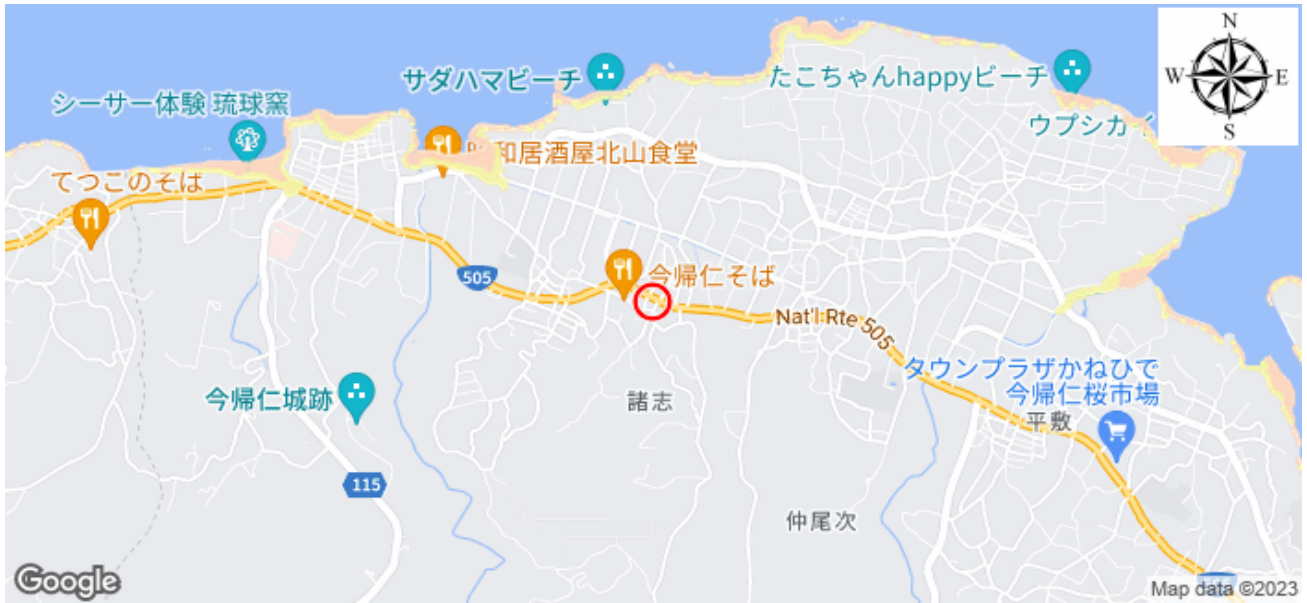 N
W
E
S
サダハマビーチ
たこちゃんhappyビーチ
シーサー体験 琉球窯
ウプシカイ
和居酒屋北山食堂
てつこのそば
505
今帰仁そば
Nat'l Rte 505
タウンプラザかねひで
今帰仁桜市場
今帰仁城跡
諸志
平敷
115
仲尾次
Google
Map data ©2023